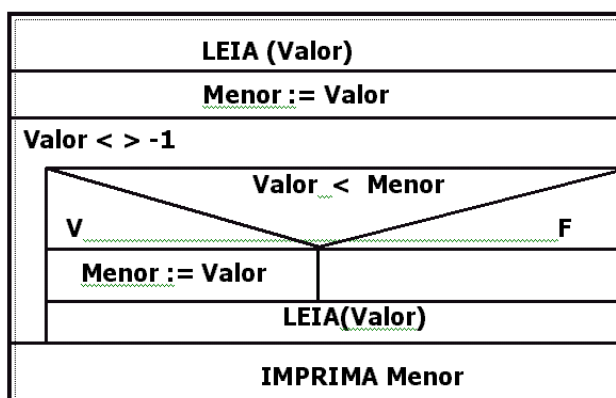 LEIA (Valor)
Menor := Valor
Valor < > -1
Valor < Menor
V F
Menor := Valor
LEIA(Valor)
IMPRIMA Menor